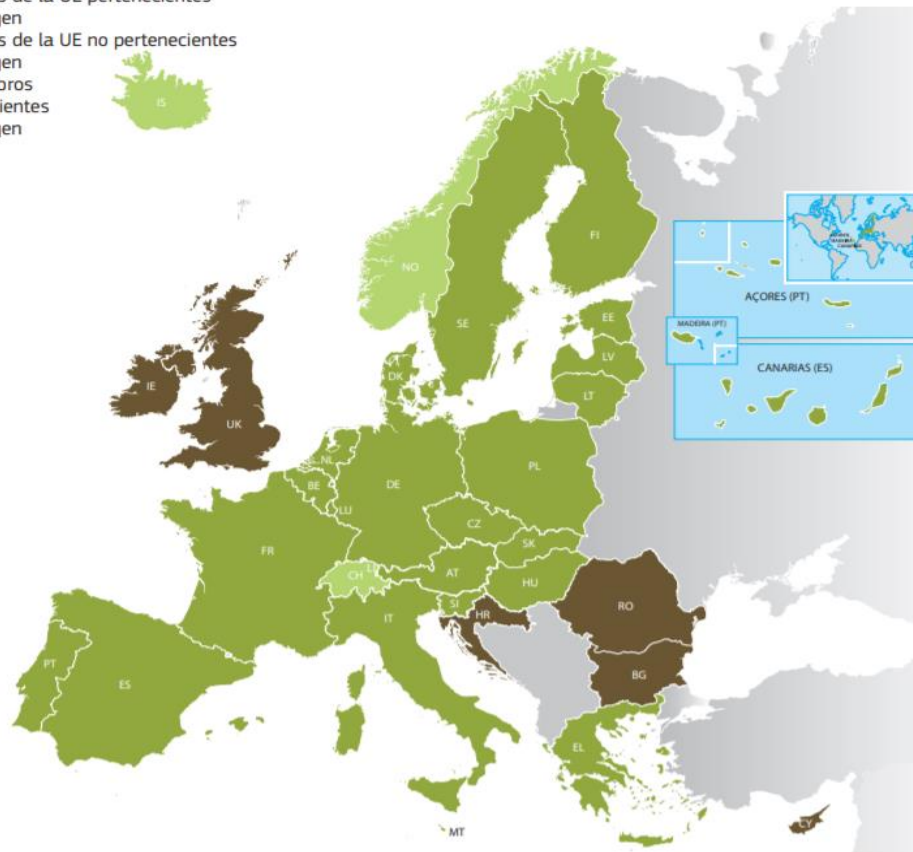 s de la UE pertenecientes
gen
s de la UE no pertenecientes
gen
bros
ientes
gen
IS
NO
SE
FI
EE
LV
LT
DK
IE
UK
NL
BE
LU
DE
PL
CZ
SK
FR
CH
LI
AT
HU
SI
HR
RO
IT
BG
PT
ES
EL
MT
CY
AÇORES (PT)
MADEIRA (PT)
CANARIAS (ES)